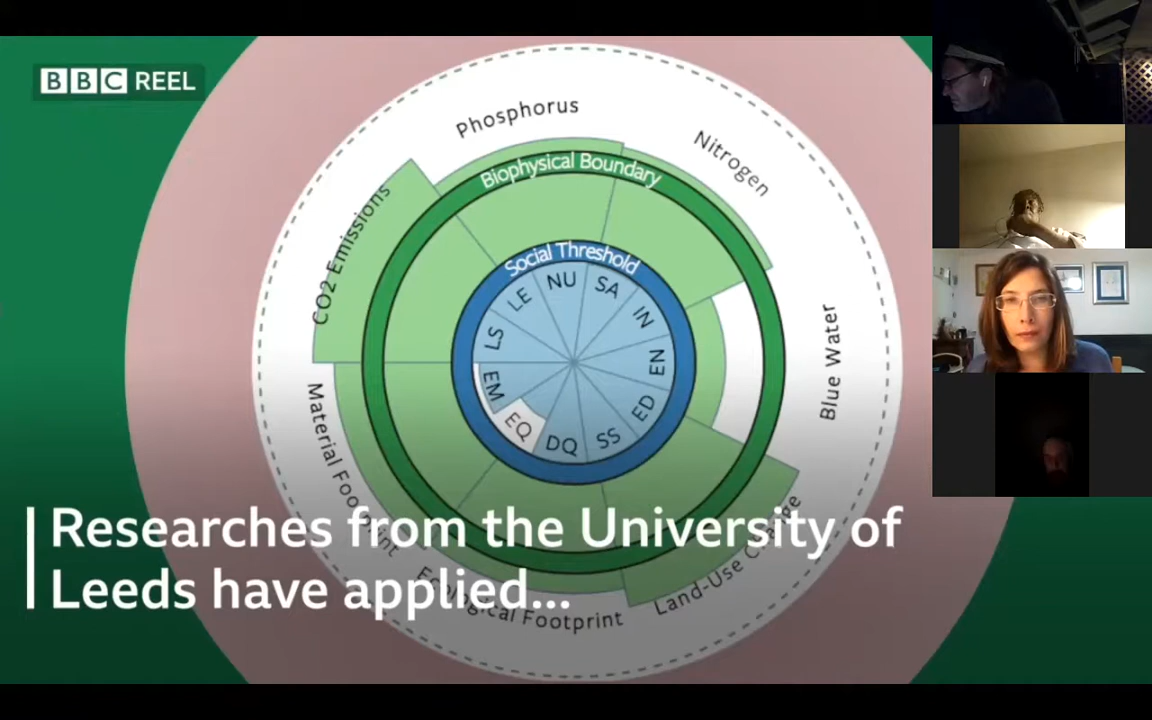 BBC REEL
Phosphorus
Nitrogen
Biophysical Boundary
CO2 Emissions
Social Threshold
NU
SA
LE
IN
LS
EN
EM
ED
EQ
DQ
SS
Blue Water
Material Footprint
Land-Use Change
Ecological Footprint
Researches from the University of
Leeds have applied...